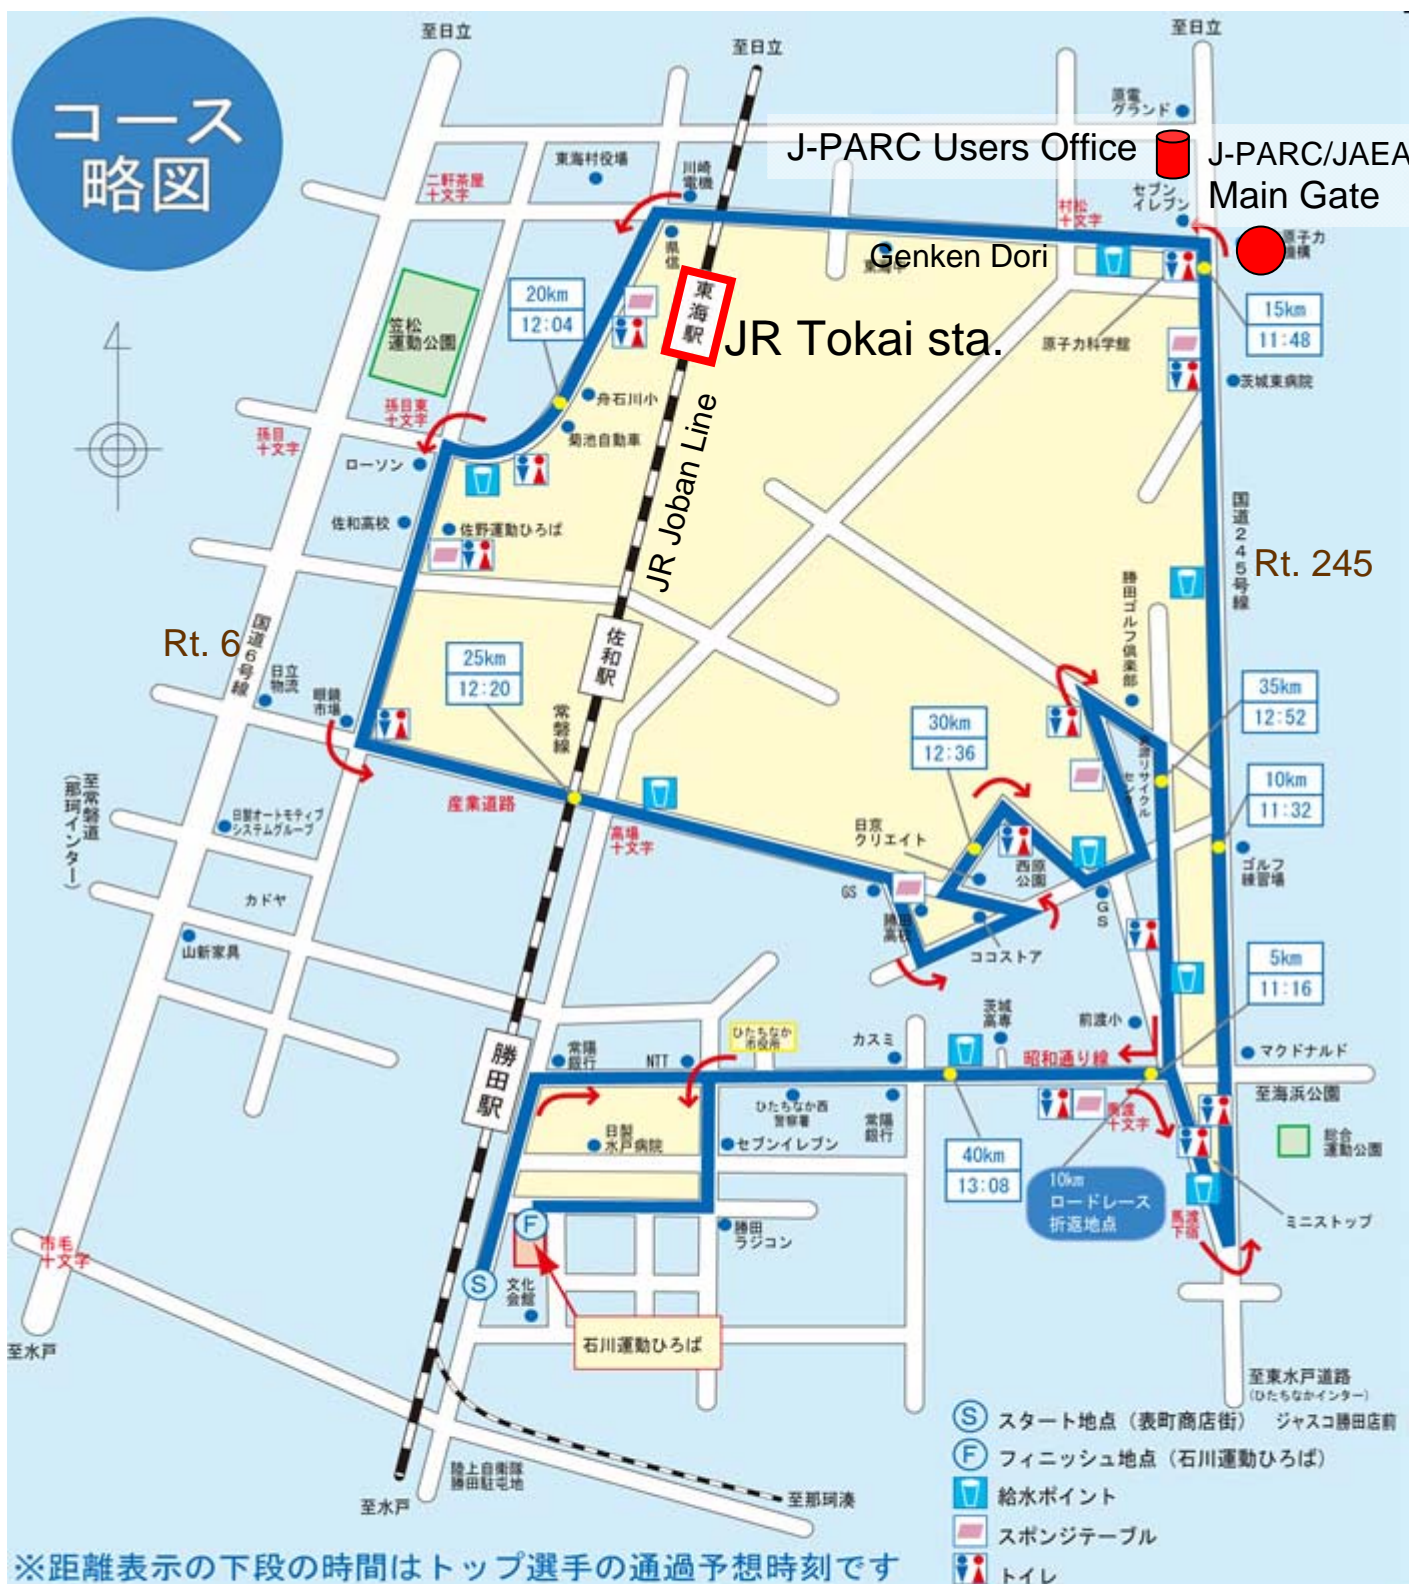 コース
略図
至日立
至日立
至日立
原電
グランド
J-PARC Users Office
J-PARC/JAEA
Main Gate
東海村役場
川崎
電機
二軒茶屋
十文字
セブン
イレブン
村松
十文字
県信
Genken Dori
原子力
機構
20km
12:04
東海駅
JR Tokai sta.
15km
11:48
笠松
運動公園
原子力科学館
茨城東病院
舟石川小
孫目東
十文字
孫目
十文字
菊池自動車
ローソン
JR Joban Line
佐和高校
佐野運動ひろば
国道245号線
Rt. 245
勝田ゴルフ倶楽部
Rt. 6
国道6号線
佐和駅
25km
12:20
日立
物流
眼鏡
市場
常磐線
35km
12:52
30km
12:36
東海リサイクル
センター
至常磐道
(那珂インター)
産業道路
10km
11:32
日製オートモティブ
システムグループ
高場
十文字
日京
クリエイト
西原
公園
ゴルフ
練習場
GS
GS
カドヤ
勝田
高校
山新家具
ココストア
5km
11:16
茨城
高専
前渡小
ひたちなか
市役所
カスミ
常陽
銀行
NTT
勝田駅
昭和通り線
マクドナルド
至海浜公園
ひたちなか西
警察署
常陽
銀行
十文字
日製
水戸病院
セブンイレブン
総合
運動公園
40km
13:08
10km
ロードレース
折返地点
馬渡
下宿
ミニストップ
F
勝田
ラジコン
市毛
十文字
S
文化
会館
石川運動ひろば
至水戸
至東水戸道路
(ひたちなかインター)
S スタート地点（表町商店街） ジャスコ勝田店前
F フィニッシュ地点（石川運動ひろば）
陸上自衛隊
勝田駐屯地
至水戸
至那珂湊
給水ポイント
スポンジテーブル
トイレ
※距離表示の下段の時間はトップ選手の通過予想時刻です